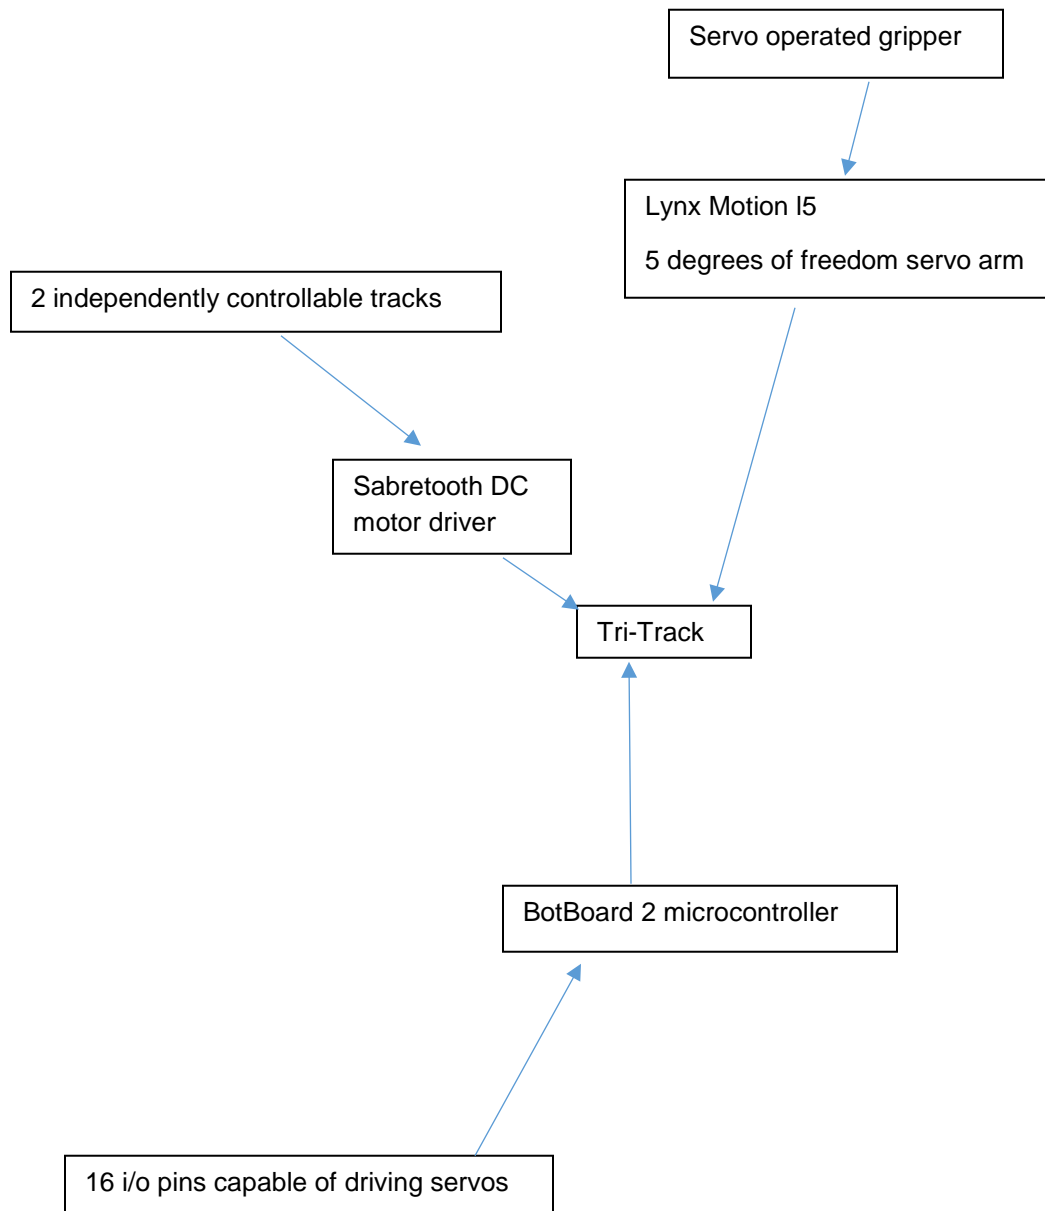 Servo operated gripper
Lynx Motion l5
5 degrees of freedom servo arm
2 independently controllable tracks
Sabretooth DC
motor driver
Tri-Track
BotBoard 2 microcontroller
16 i/o pins capable of driving servos